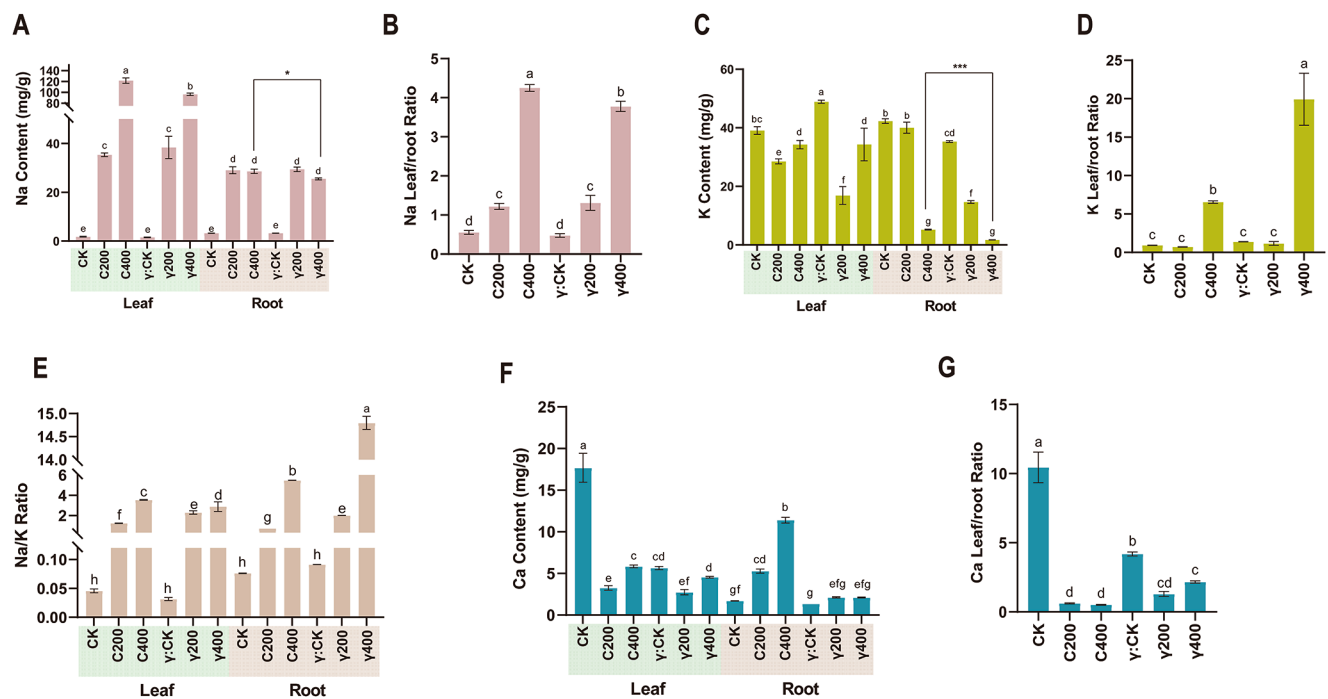 A
Na Content (mg/g)
140
120
100
80
40
20
0
e
c
a
e
c
b
e
d
d
e
d
d
*
CK
C200
C400
γ:CK
γ200
γ400
CK
C200
C400
γ:CK
γ200
γ400
Leaf
Root
B
Na Leaf/root Ratio
5
4
3
2
1
0
d
c
a
d
c
b
CK
C200
C400
γ:CK
γ200
γ400
C
K Content (mg/g)
60
40
20
0
bc
e
d
a
f
d
b
b
g
cd
f
g
***
CK
C200
C400
γ:CK
γ200
γ400
CK
C200
C400
γ:CK
γ200
γ400
Leaf
Root
D
K Leaf/root Ratio
25
20
15
10
5
0
c
c
b
c
c
a
CK
C200
C400
γ:CK
γ200
γ400
E
Na/K Ratio
15.0
14.5
14.0
6
4
2
0.10
0.05
0.00
h
f
c
h
e
d
h
g
b
h
e
a
CK
C200
C400
γ:CK
γ200
γ400
CK
C200
C400
γ:CK
γ200
γ400
Leaf
Root
F
Ca Content (mg/g)
25
20
15
10
5
0
a
e
c
cd
ef
d
gf
cd
b
g
efg
efg
CK
C200
C400
γ:CK
γ200
γ400
CK
C200
C400
γ:CK
γ200
γ400
Leaf
Root
G
Ca Leaf/root Ratio
15
10
5
0
a
d
d
b
cd
c
CK
C200
C400
γ:CK
γ200
γ400